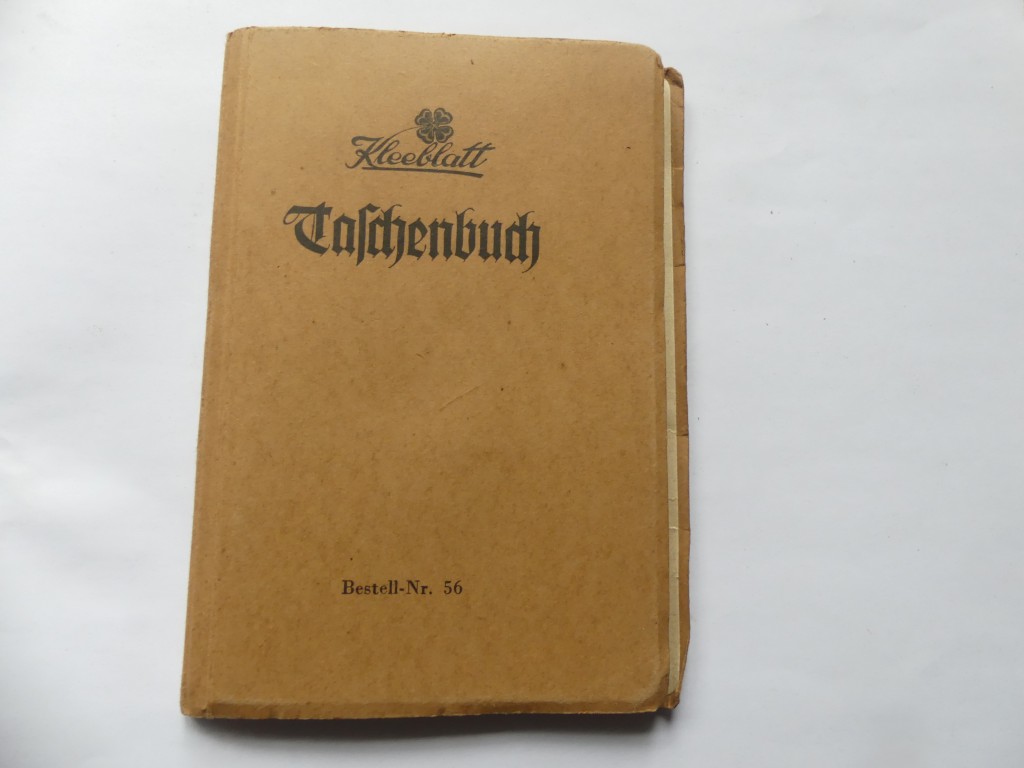 Kleeblatt
Taſchenbuch
Bestell-Nr. 56